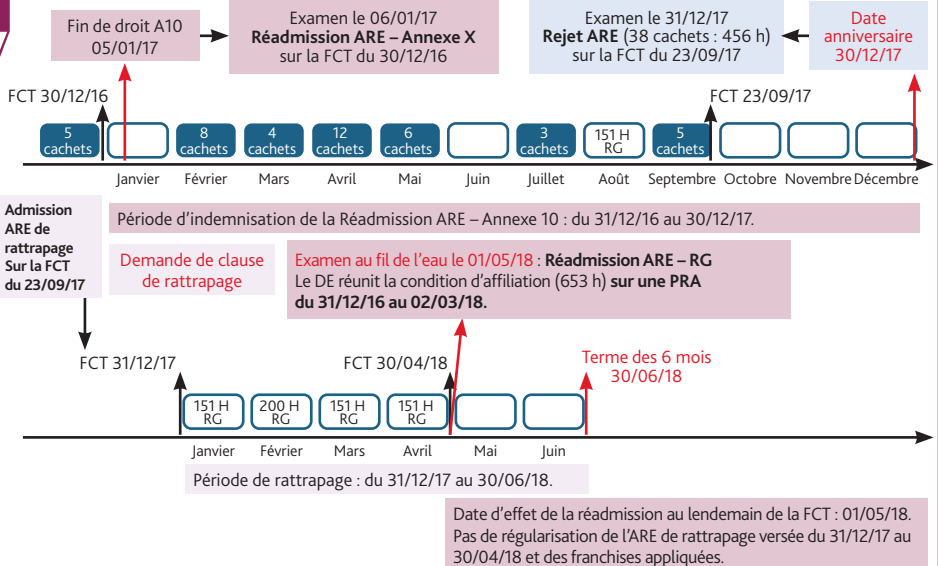 Fin de droit A10
05/01/17
Examen le 06/01/17
Réadmission ARE – Annexe X
sur la FCT du 30/12/16
Examen le 31/12/17
Rejet ARE (38 cachets : 456 h)
sur la FCT du 23/09/17
Date
anniversaire
30/12/17
FCT 30/12/16
FCT 23/09/17
5
cachets
8
cachets
4
cachets
12
cachets
6
cachets
3
cachets
151 H
RG
5
cachets
Janvier
Février
Mars
Avril
Mai
Juin
Juillet
Août
Septembre
Octobre
Novembre
Décembre
Admission
ARE de
rattrapage
Sur la FCT
du 23/09/17
Période d'indemnisation de la Réadmission ARE – Annexe 10 : du 31/12/16 au 30/12/17.
Demande de clause
de rattrapage
Examen au fil de l'eau le 01/05/18 : Réadmission ARE – RG
Le DE réunit la condition d'affiliation (653 h) sur une PRA
du 31/12/16 au 02/03/18.
FCT 31/12/17
FCT 30/04/18
Terme des 6 mois
30/06/18
151 H
RG
200 H
RG
151 H
RG
151 H
RG
Janvier
Février
Mars
Avril
Mai
Juin
Période de rattrapage : du 31/12/17 au 30/06/18.
Date d'effet de la réadmission au lendemain de la FCT : 01/05/18.
Pas de régularisation de l'ARE de rattrapage versée du 31/12/17 au
30/04/18 et des franchises appliquées.